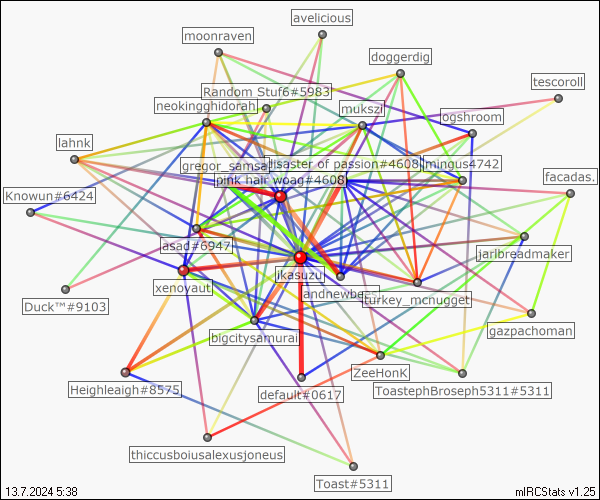 avelicious
moonraven
doggerdig
tescoroll
Random Stuf6#5983
neokingghidorah
mukszi
ogshroom
lahnk
gregor_samsa
disaster of passion#4608
mingus4742
pink hair woag#4608
facadas.
Knowun#6424
asad#6947
jarlbreadmaker
ikasuzu
xenoyaut
andnewbees
turkey_mcnugget
Duck™#9103
gazpachoman
bigcitysamurai
ZeeHonK
Heighleaigh#8575
default#0617
ToastephBroseph5311#5311
thiccusboiusalexusjoneus
Toast#5311
13.7.2024 5:38
mIRCStats v1.25